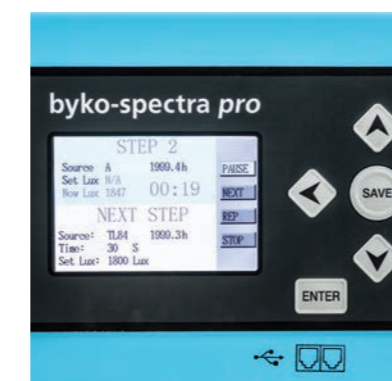 byko-spectra pro
STEP 2
Source A 1999.4h
Set Lux N/A
Now Lux 1847 00:19
NEXT STEP
Source: TL84 1999.3h
Time: 30 S
Set Lux: 1800 Lux
PAUSE
NEXT
REP
STOP
SAVE
ENTER